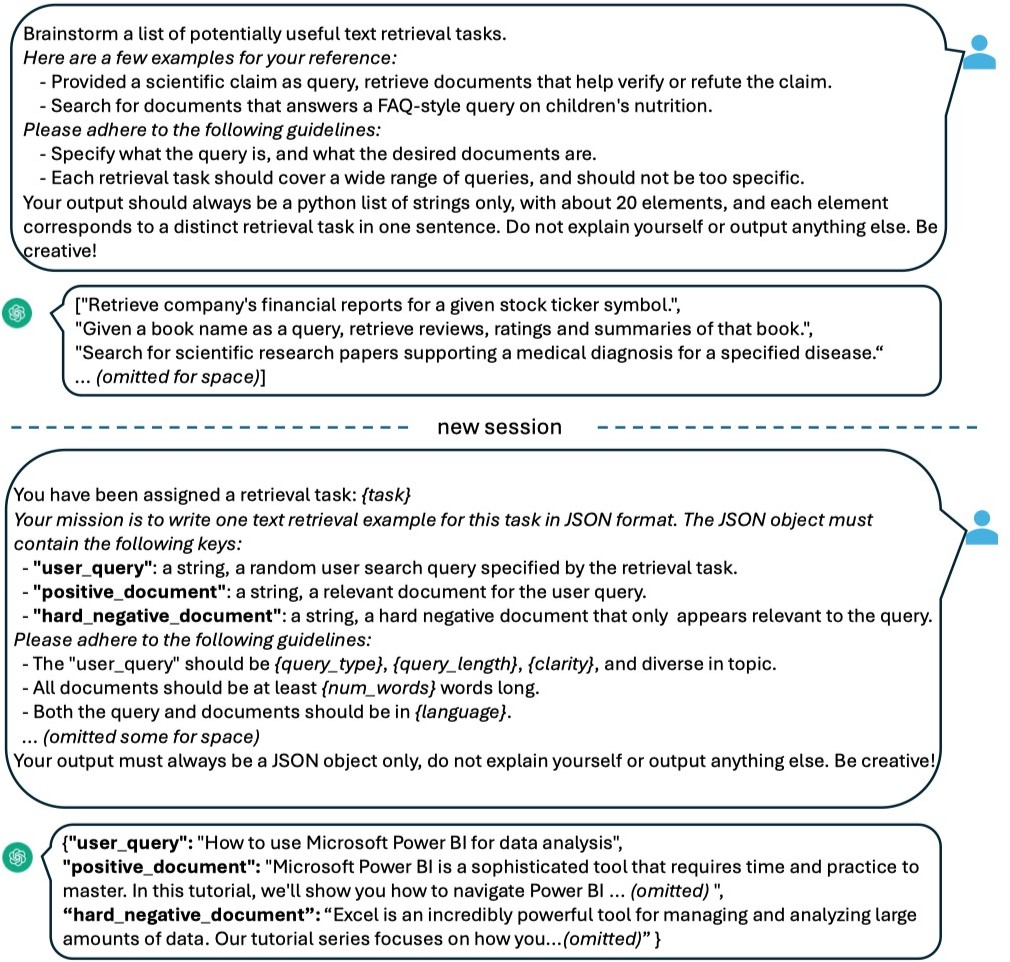 Brainstorm a list of potentially useful text retrieval tasks.
Here are a few examples for your reference:
- Provided a scientific claim as query, retrieve documents that help verify or refute the claim.
- Search for documents that answers a FAQ-style query on children's nutrition.
Please adhere to the following guidelines:
- Specify what the query is, and what the desired documents are.
- Each retrieval task should cover a wide range of queries, and should not be too specific.
Your output should always be a python list of strings only, with about 20 elements, and each element
corresponds to a distinct retrieval task in one sentence. Do not explain yourself or output anything else. Be
creative!
["Retrieve company's financial reports for a given stock ticker symbol.",
"Given a book name as a query, retrieve reviews, ratings and summaries of that book.",
"Search for scientific research papers supporting a medical diagnosis for a specified disease.“
... (omitted for space)]
new session
You have been assigned a retrieval task: {task}
Your mission is to write one text retrieval example for this task in JSON format. The JSON object must
contain the following keys:
- "user_query": a string, a random user search query specified by the retrieval task.
- "positive_document": a string, a relevant document for the user query.
- "hard_negative_document": a string, a hard negative document that only appears relevant to the query.
Please adhere to the following guidelines:
- The "user_query" should be {query_type}, {query_length}, {clarity}, and diverse in topic.
- All documents should be at least {num_words} words long.
- Both the query and documents should be in {language}.
... (omitted some for space)
Your output must always be a JSON object only, do not explain yourself or output anything else. Be creative!
{"user_query": "How to use Microsoft Power BI for data analysis",
"positive_document": "Microsoft Power BI is a sophisticated tool that requires time and practice to
master. In this tutorial, we'll show you how to navigate Power BI ... (omitted) ",
“hard_negative_document”: “Excel is an incredibly powerful tool for managing and analyzing large
amounts of data. Our tutorial series focuses on how you...(omitted)” }